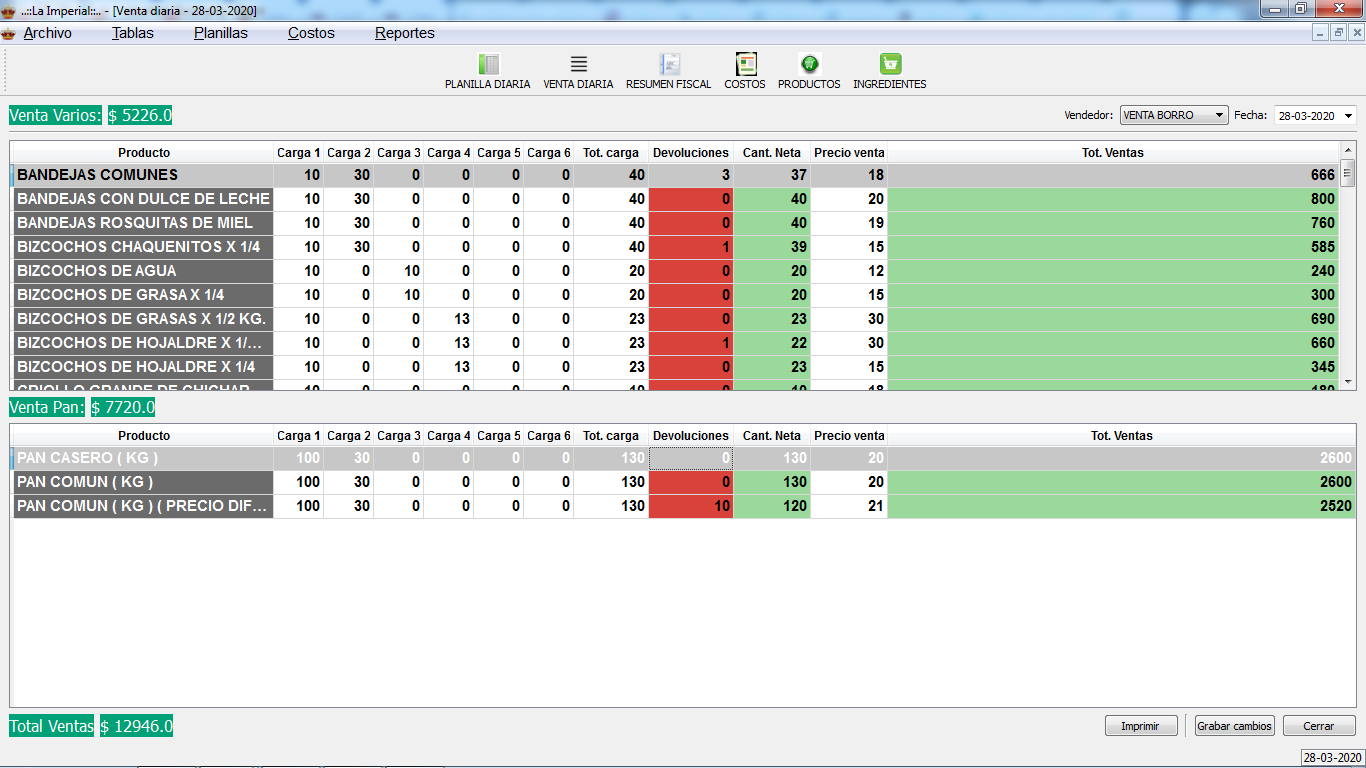 ..::La Imperial::.. - [Venta diaria - 28-03-2020]
Archivo Tablas Planillas Costos Reportes
PLANILLA DIARIA VENTA DIARIA RESUMEN FISCAL COSTOS PRODUCTOS INGREDIENTES
Venta Varios: $ 5226.0 Vendedor: VENTA BORRO Fecha: 28-03-2020
Producto Carga 1 Carga 2 Carga 3 Carga 4 Carga 5 Carga 6 Tot. carga Devoluciones Cant. Neta Precio venta Tot. Ventas
BANDEJAS COMUNES 10 30 0 0 0 0 40 3 37 18 666
BANDEJAS CON DULCE DE LECHE 10 30 0 0 0 0 40 0 40 20 800
BANDEJAS ROSQUITAS DE MIEL 10 30 0 0 0 0 40 0 40 19 760
BIZCOCHOS CHAQUENITOS X 1/4 10 30 0 0 0 0 40 1 39 15 585
BIZCOCHOS DE AGUA 10 0 10 0 0 0 20 0 20 12 240
BIZCOCHOS DE GRASA X 1/4 10 0 10 0 0 0 20 0 20 15 300
BIZCOCHOS DE GRASAS X 1/2 KG. 10 0 0 13 0 0 23 0 23 30 690
BIZCOCHOS DE HOJALDRE X 1/... 10 0 0 13 0 0 23 1 22 30 660
BIZCOCHOS DE HOJALDRE X 1/4 10 0 0 13 0 0 23 0 23 15 345
CRIOLLO GRANDE DE CHICHAR... 10 0 0 0 0 0 10 0 10 18 180
Venta Pan: $ 7720.0
Producto Carga 1 Carga 2 Carga 3 Carga 4 Carga 5 Carga 6 Tot. carga Devoluciones Cant. Neta Precio venta Tot. Ventas
PAN CASERO ( KG ) 100 30 0 0 0 0 130 0 130 20 2600
PAN COMUN ( KG ) 100 30 0 0 0 0 130 0 130 20 2600
PAN COMUN ( KG ) ( PRECIO DIF... 100 30 0 0 0 0 130 10 120 21 2520
Total Ventas $ 12946.0 Imprimir Grabar cambios Cerrar
28-03-2020